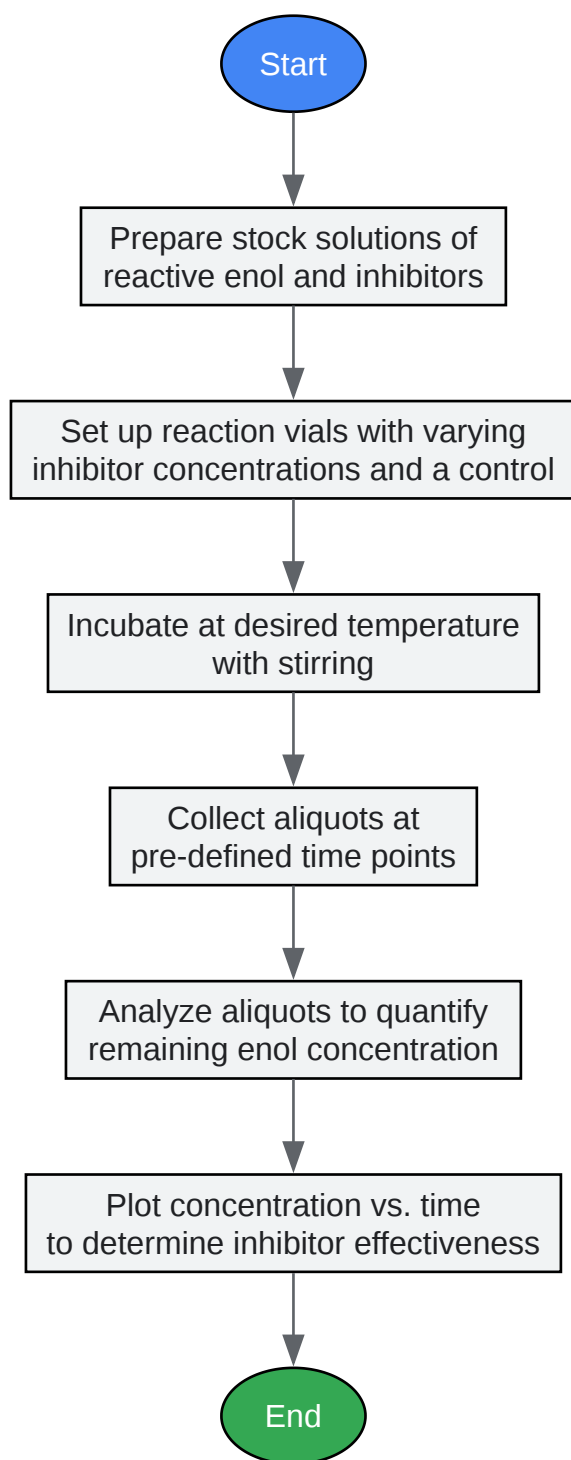 Start
Prepare stock solutions of
reactive enol and inhibitors
Set up reaction vials with varying
inhibitor concentrations and a control
Incubate at desired temperature
with stirring
Collect aliquots at
pre-defined time points
Analyze aliquots to quantify
remaining enol concentration
Plot concentration vs. time
to determine inhibitor effectiveness
End